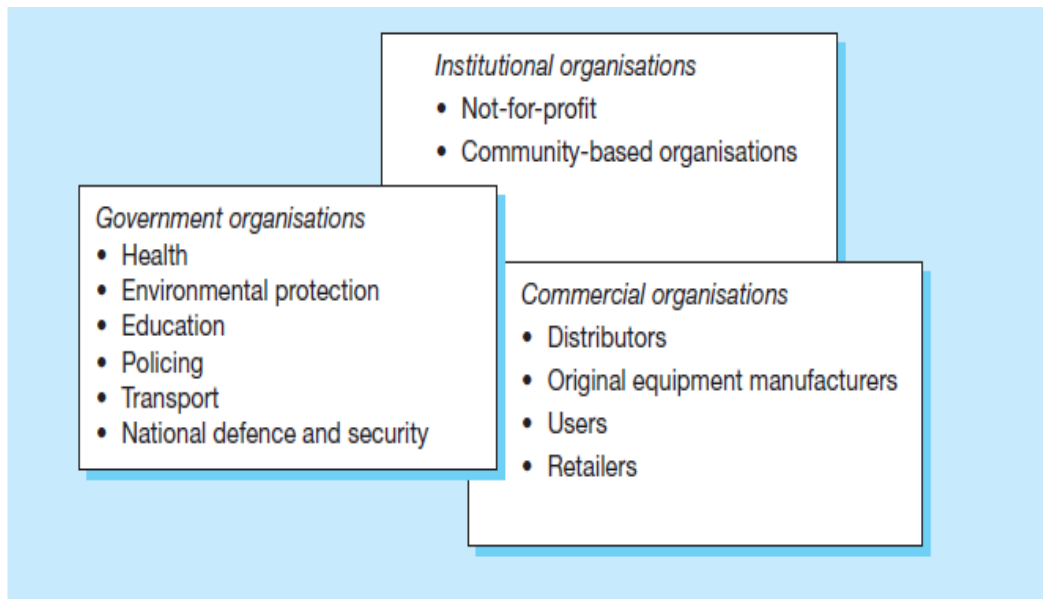 Institutional organisations
• Not-for-profit
• Community-based organisations
Government organisations
• Health
• Environmental protection
• Education
• Policing
• Transport
• National defence and security
Commercial organisations
• Distributors
• Original equipment manufacturers
• Users
• Retailers